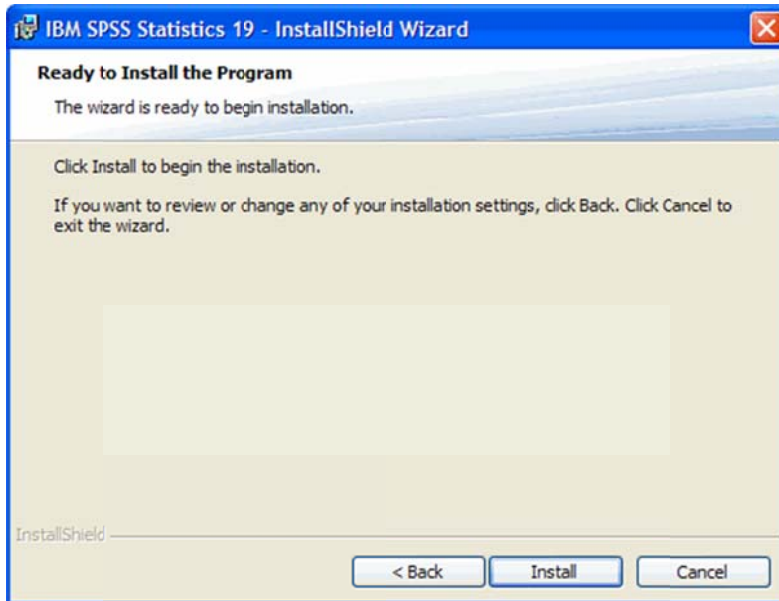 IBM SPSS Statistics 19 - InstallShield Wizard
Ready to Install the Program
The wizard is ready to begin installation.
Click Install to begin the installation.
If you want to review or change any of your installation settings, click Back. Click Cancel to
exit the wizard.
InstallShield
< Back
Install
Cancel